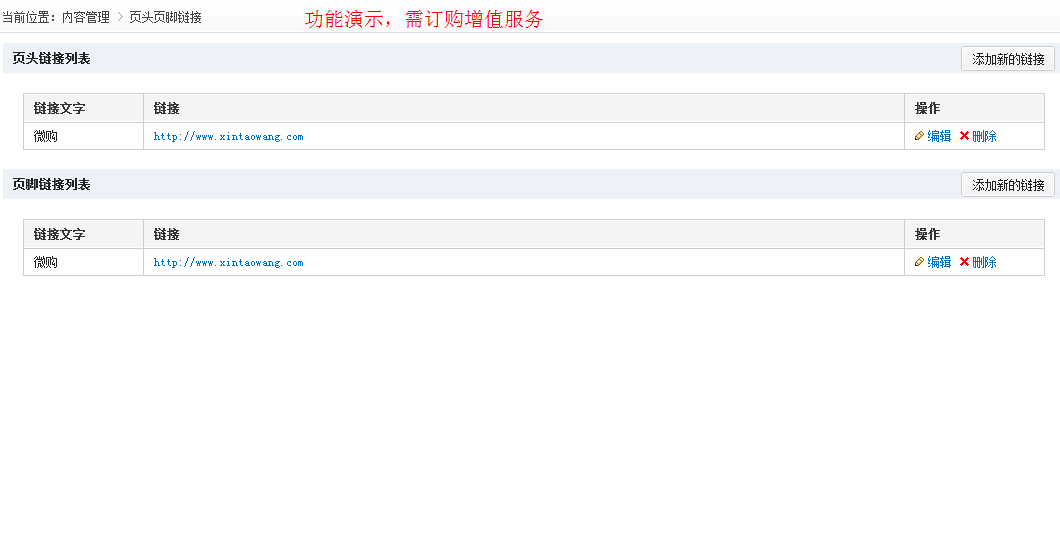 当前位置：内容管理 > 页头页脚链接 功能演示，需订购增值服务
页头链接列表 添加新的链接
链接文字 链接 操作
微购 http://www.xintaowang.com 编辑 删除
页脚链接列表 添加新的链接
链接文字 链接 操作
微购 http://www.xintaowang.com 编辑 删除